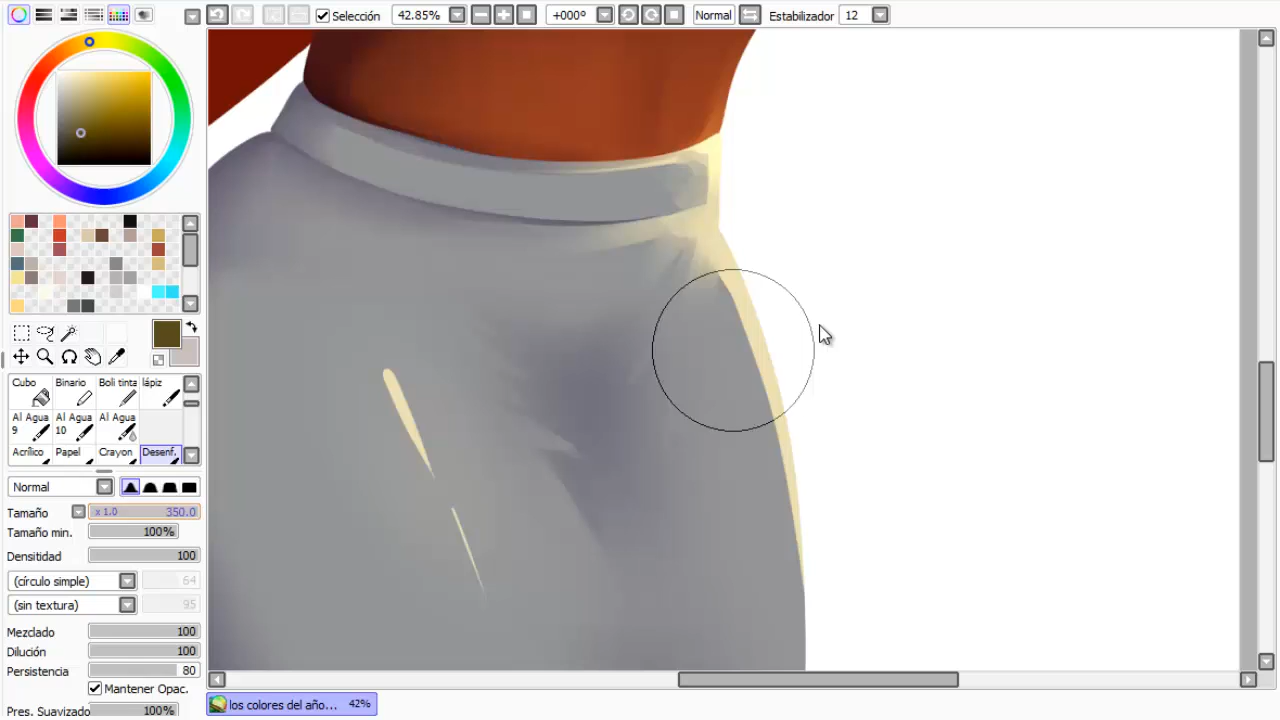 Selección 42.85% +000º Normal Estabilizador 12
Cubo Binario Boli tinta lápiz
Al Agua 9 Al Agua 10 Al Agua
Acrílico Papel Crayon Desenf.
Normal
Tamaño x 1.0 350.0
Tamaño min. 100%
Densitidad 100
(círculo simple) 64
(sin textura) 95
Mezclado 100
Dilución 100
Persistencia 80
Mantener Opac.
Pres. Suavizado 100%
los colores del año... 42%